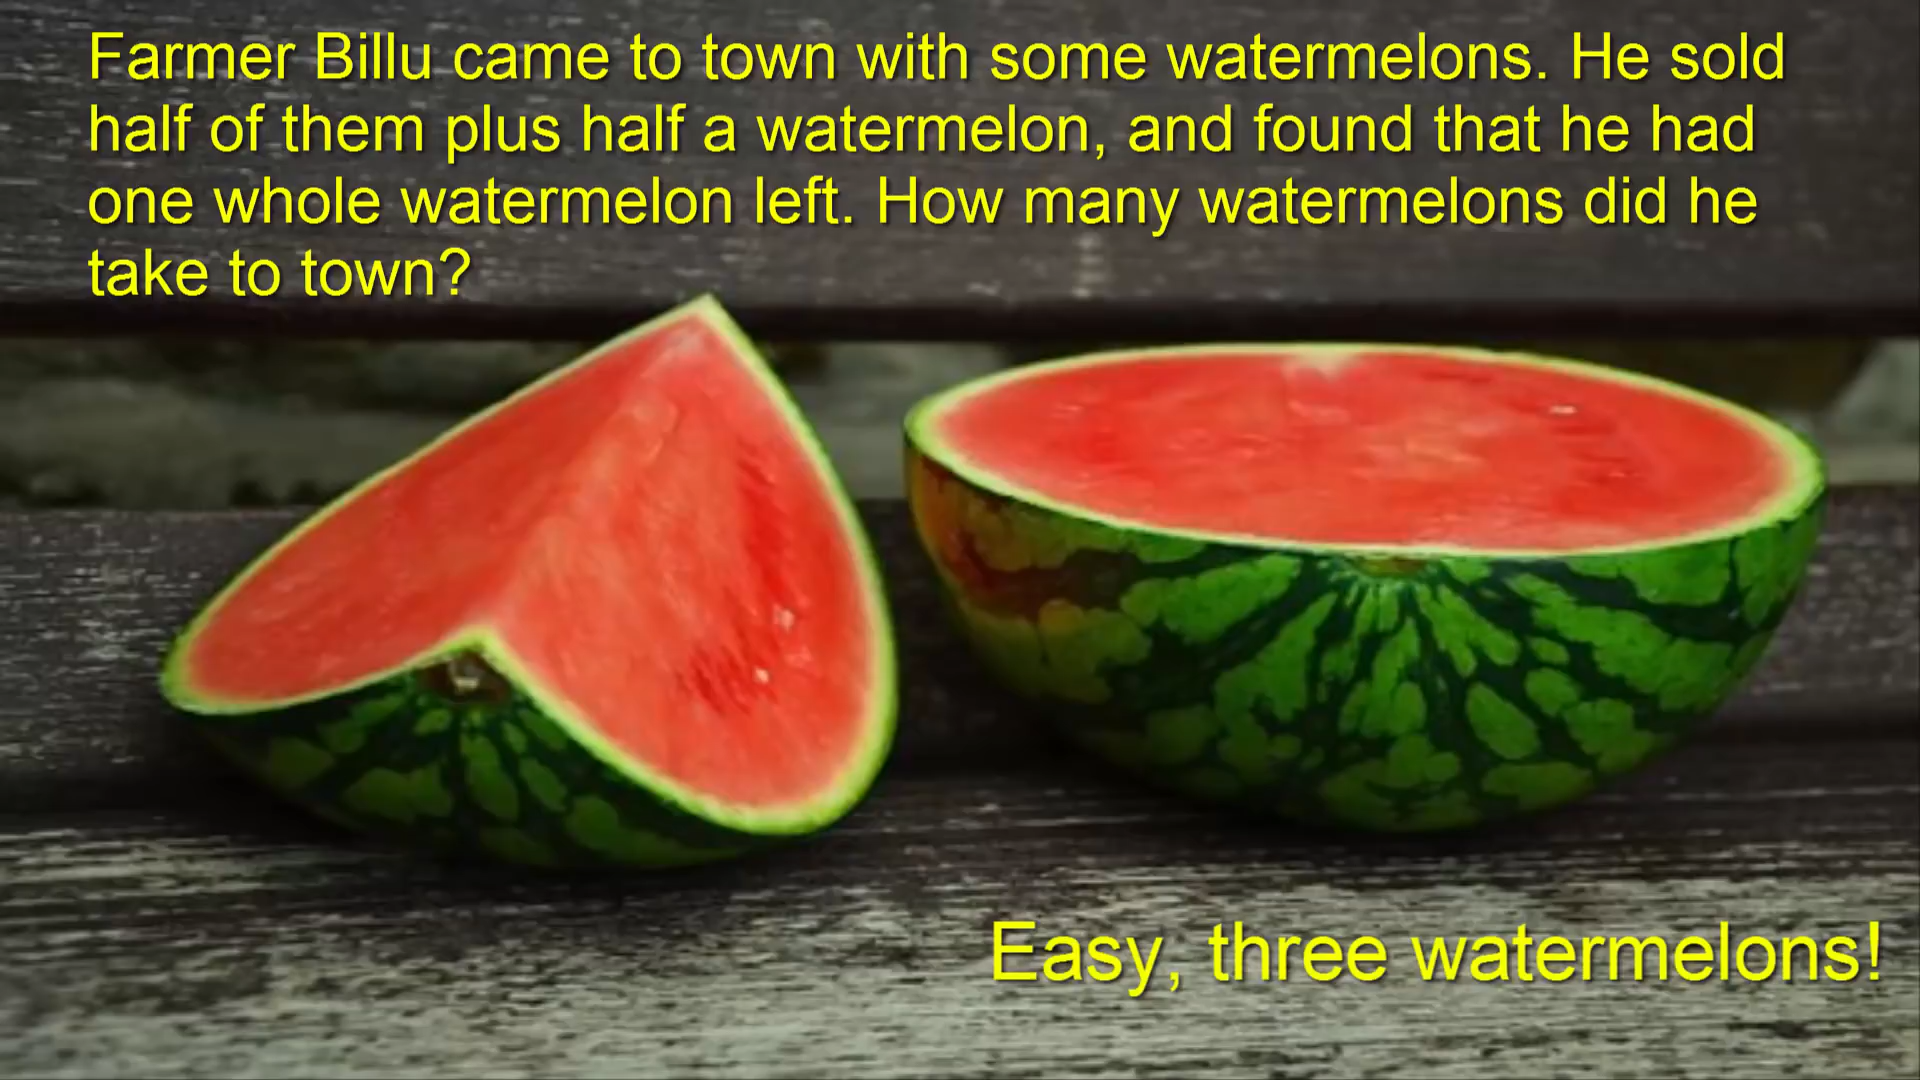 Farmer Billu came to town with some watermelons. He sold
half of them plus half a watermelon, and found that he had
one whole watermelon left. How many watermelons did he
take to town?
Easy, three watermelons!